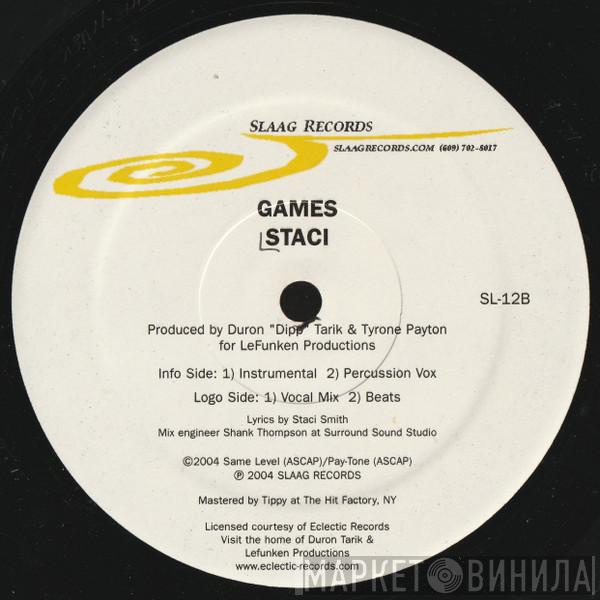 SLAAG RECORDS
SLAAGRECORDS.COM (609) 702-8017
GAMES
STACI
SL-12B
Produced by Duron "Dipp" Tarik & Tyrone Payton
for LeFunken Productions
Info Side: 1) Instrumental 2) Percussion Vox
Logo Side: 1) Vocal Mix 2) Beats
Lyrics by Staci Smith
Mix engineer Shank Thompson at Surround Sound Studio
©2004 Same Level (ASCAP)/Pay-Tone (ASCAP)
℗ 2004 SLAAG RECORDS
Mastered by Tippy at The Hit Factory, NY
Licensed courtesy of Eclectic Records
Visit the home of Duron Tarik &
Lefunken Productions
www.eclectic-records.com
МАРКЕТ ВИНИЛА